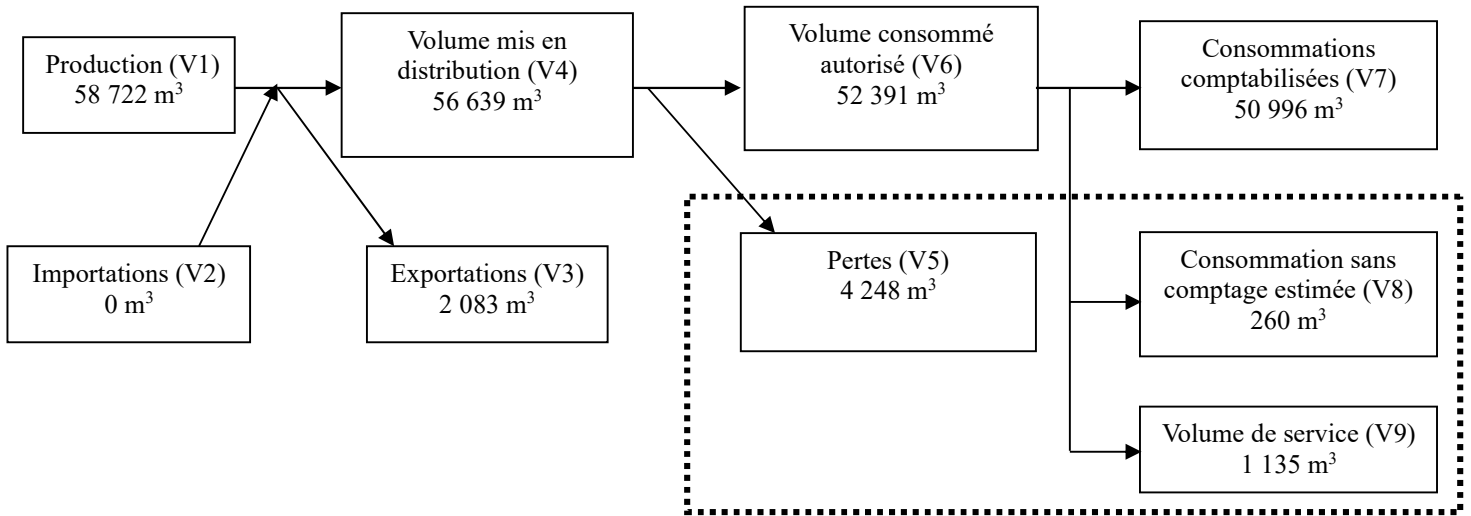 Production (V1)
58 722 m³
Volume mis en
distribution (V4)
56 639 m³
Volume consommé
autorisé (V6)
52 391 m³
Consommations
comptabilisées (V7)
50 996 m³
Importations (V2)
0 m³
Exportations (V3)
2 083 m³
Pertes (V5)
4 248 m³
Consommation sans
comptage estimée (V8)
260 m³
Volume de service (V9)
1 135 m³